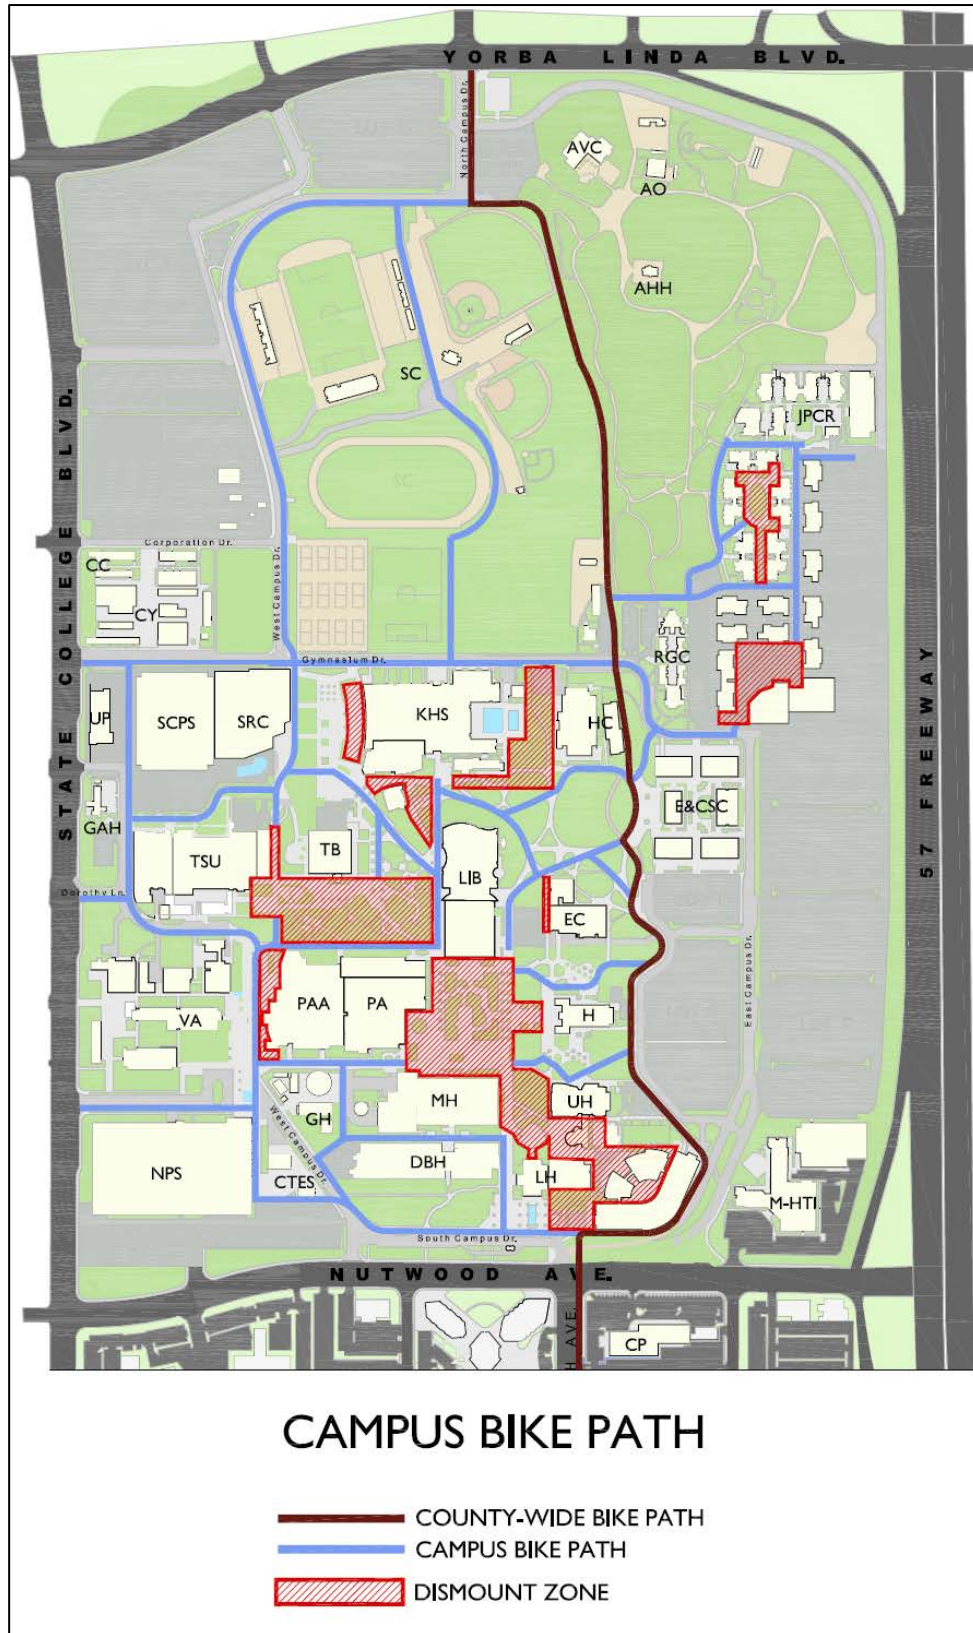 YORBA LINDA BLVD.
North Campus Dr.
AVC
AO
AHH
SC
JPCR
STATE COLLEGE BLVD.
SC
Corporation Dr.
CC
West Campus Dr.
CY
Gymnasium Dr.
RGC
57 FREEWAY
UP
SCPS
SRC
KHS
HC
E&CSC
GAH
TSU
TB
LIB
Dorothy Ln.
EC
East Campus Dr.
PAA
PA
H
VA
GH
MH
UH
West Campus Dr.
NPS
CTES
DBH
LH
M-HTI.
South Campus Dr.
NUTWOOD AVE.
H AVE.
CP
CAMPUS BIKE PATH
COUNTY-WIDE BIKE PATH
CAMPUS BIKE PATH
DISMOUNT ZONE